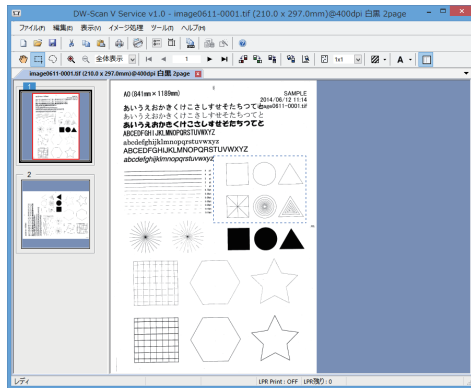 DW-Scan V Service v1.0 - image0611-0001.tif (210.0 x 297.0mm)@400dpi 白黒 2page
ファイル(F) 編集(E) 表示(V) イメージ処理 ツール(T) ヘルプ(H)
全体表示 1 1x1 A
image0611-0001.tif (210.0 x 297.0mm)@400dpi 白黒 2page
1
2
A0 (841mm × 1189mm)
SAMPLE
2014/06/12 11:14
image0611-0001.tif
あいうえおかきくけこさしすせそたちつてと
あいうえおかきくけこさしすせそたちつてと
あいうえおかきくけこさしすせそたちつてと
ABCDEFGHIJKLMNOPQRSTUVWXYZ
abcdefghijklmnopqrstuvwxyz
ABCDEFGHIJKLMNOPQRSTUVWXYZ
abcdefghijklmnopqrstuvwxyz
レディ
LPR Print : OFF
LPR残り : 0